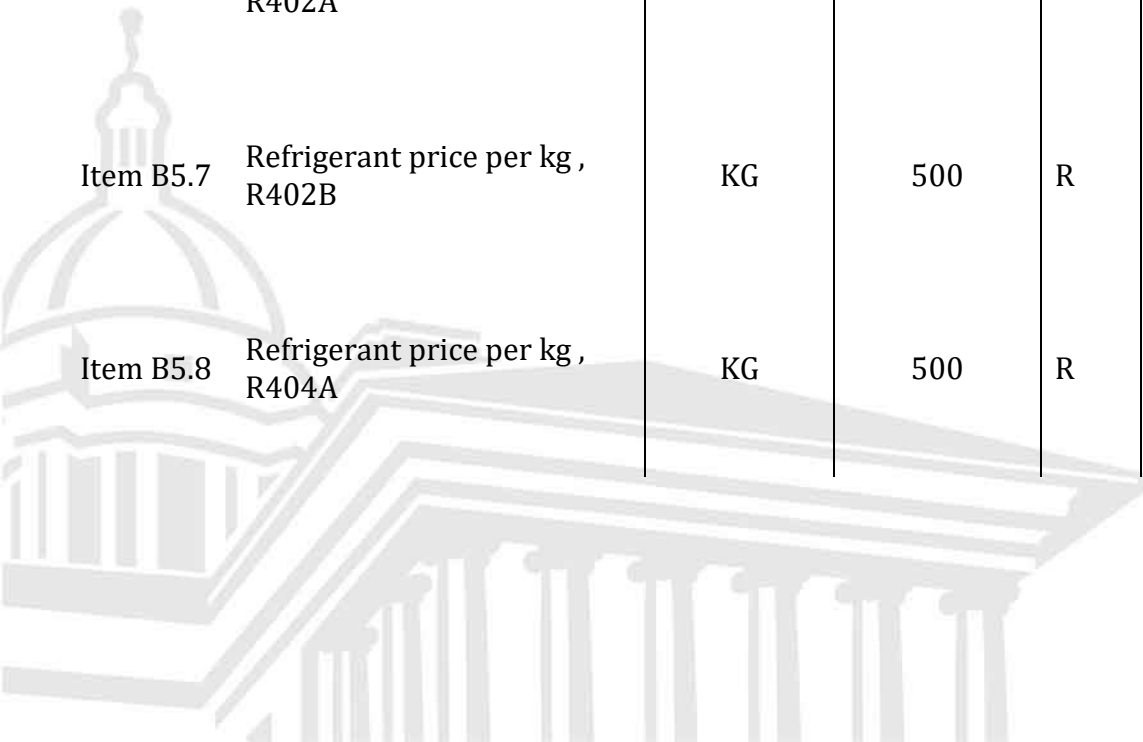 R402A
Item B5.7 Refrigerant price per kg , R402B KG 500 R
Item B5.8 Refrigerant price per kg , R404A KG 500 R